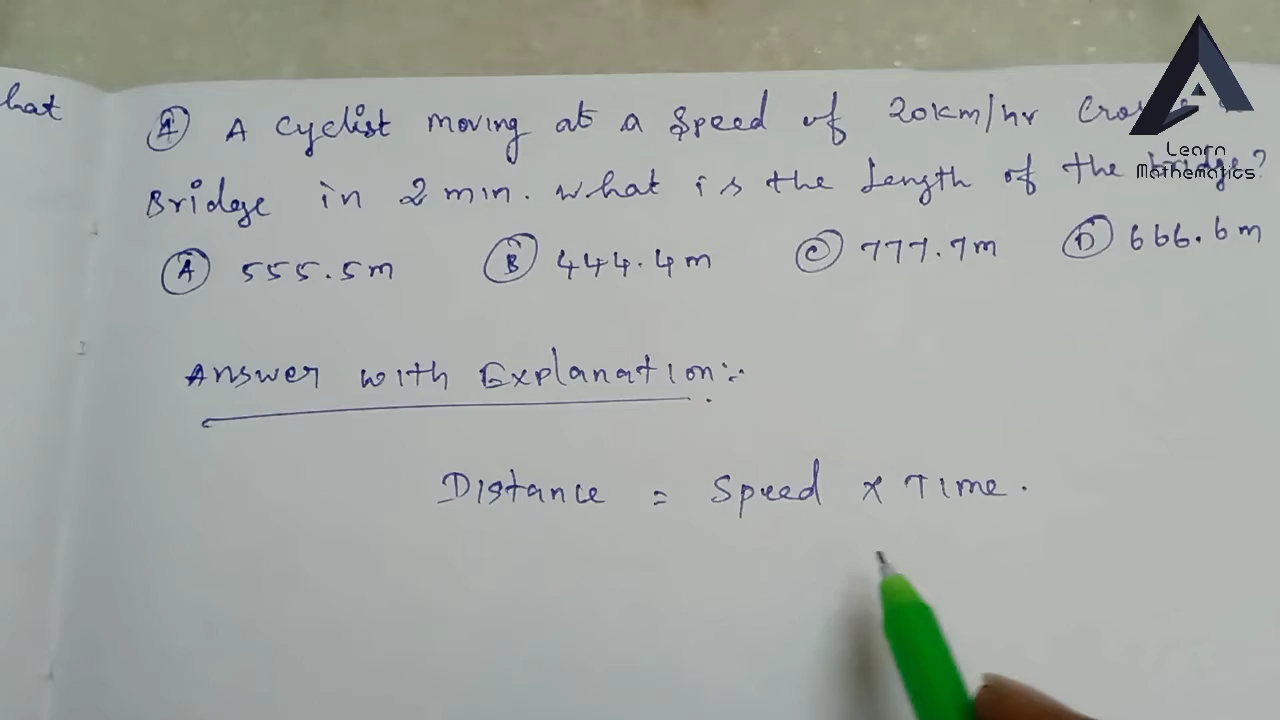 hat
④ A cyclist moving at a speed of 20km/hr
Bridge in 2 min. What is the Length of the bridge?
Ⓐ 555.5m Ⓑ 444.4m Ⓒ 777.7m Ⓓ 666.6m
Answer with Explanation:-
Distance = Speed × Time.
Learn
Mathematics